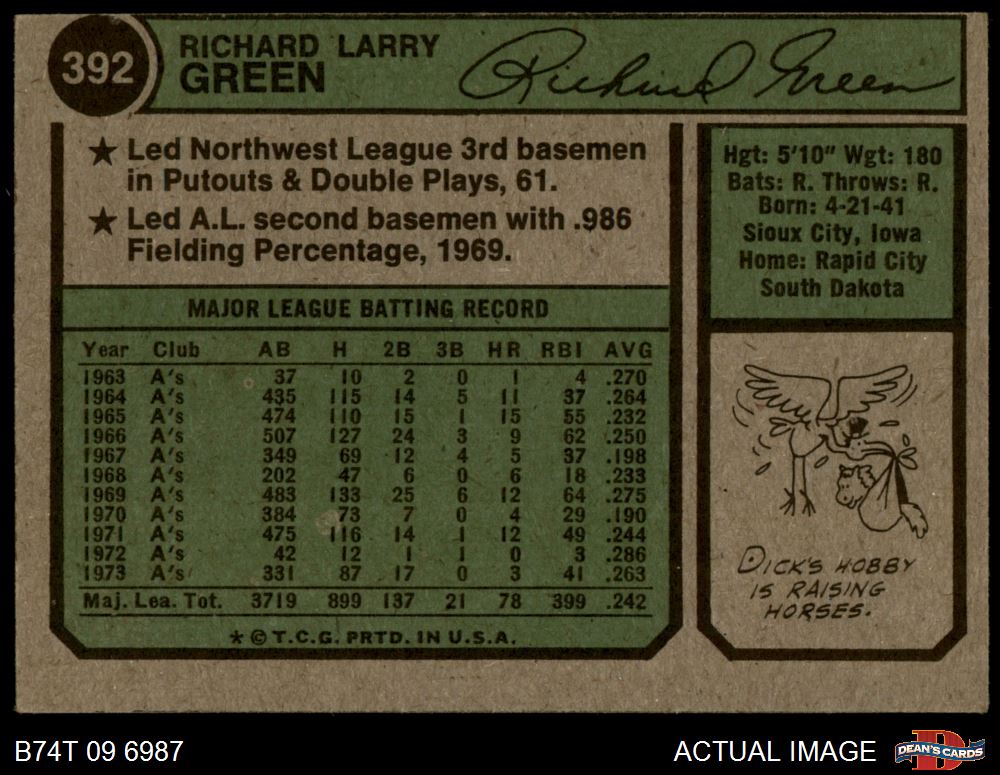 392
RICHARD LARRY
GREEN
Richard Green
★ Led Northwest League 3rd basemen
in Putouts & Double Plays, 61.
★ Led A.L. second basemen with .986
Fielding Percentage, 1969.
MAJOR LEAGUE BATTING RECORD
Year Club AB H 2B 3B HR RBI AVG
1963 A's 37 10 2 0 1 4 .270
1964 A's 435 115 14 5 11 37 .264
1965 A's 474 110 15 1 15 55 .232
1966 A's 507 127 24 3 9 62 .250
1967 A's 349 69 12 4 5 37 .198
1968 A's 202 47 6 0 6 18 .233
1969 A's 483 133 25 6 12 64 .275
1970 A's 384 73 7 0 4 29 .190
1971 A's 475 116 14 1 12 49 .244
1972 A's 42 12 1 1 0 3 .286
1973 A's 331 87 17 0 3 41 .263
Maj. Lea. Tot. 3719 899 137 21 78 399 .242
* © T.C.G. PRTD. IN U.S.A.
Hgt: 5'10" Wgt: 180
Bats: R. Throws: R.
Born: 4-21-41
Sioux City, Iowa
Home: Rapid City
South Dakota
DICK'S HOBBY
IS RAISING
HORSES.
B74T 09 6987
ACTUAL IMAGE
D
DEAN'S CARDS